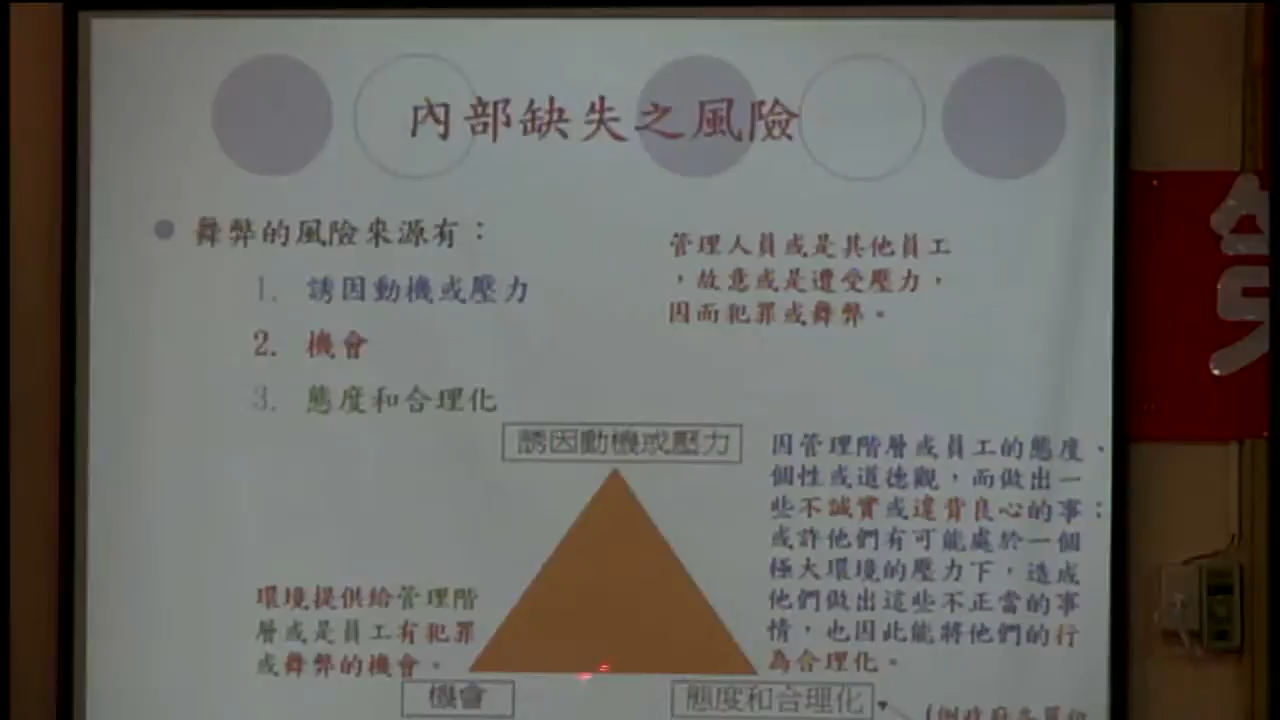 內部缺失之風險
舞弊的風險來源有：
1. 誘因動機或壓力
2. 機會
3. 態度和合理化
管理人員或是其他員工
，故意或是遭受壓力，
因而犯罪或舞弊。
誘因動機或壓力
因管理階層或員工的態度、
個性或道德觀，而做出一
些不誠實或違背良心的事；
或許他們有可能處於一個
極大環境的壓力下，造成
他們做出這些不正當的事
情，也因此能將他們的行
為合理化。
環境提供給管理階
層或是員工有犯罪
或舞弊的機會。
機會
態度和合理化